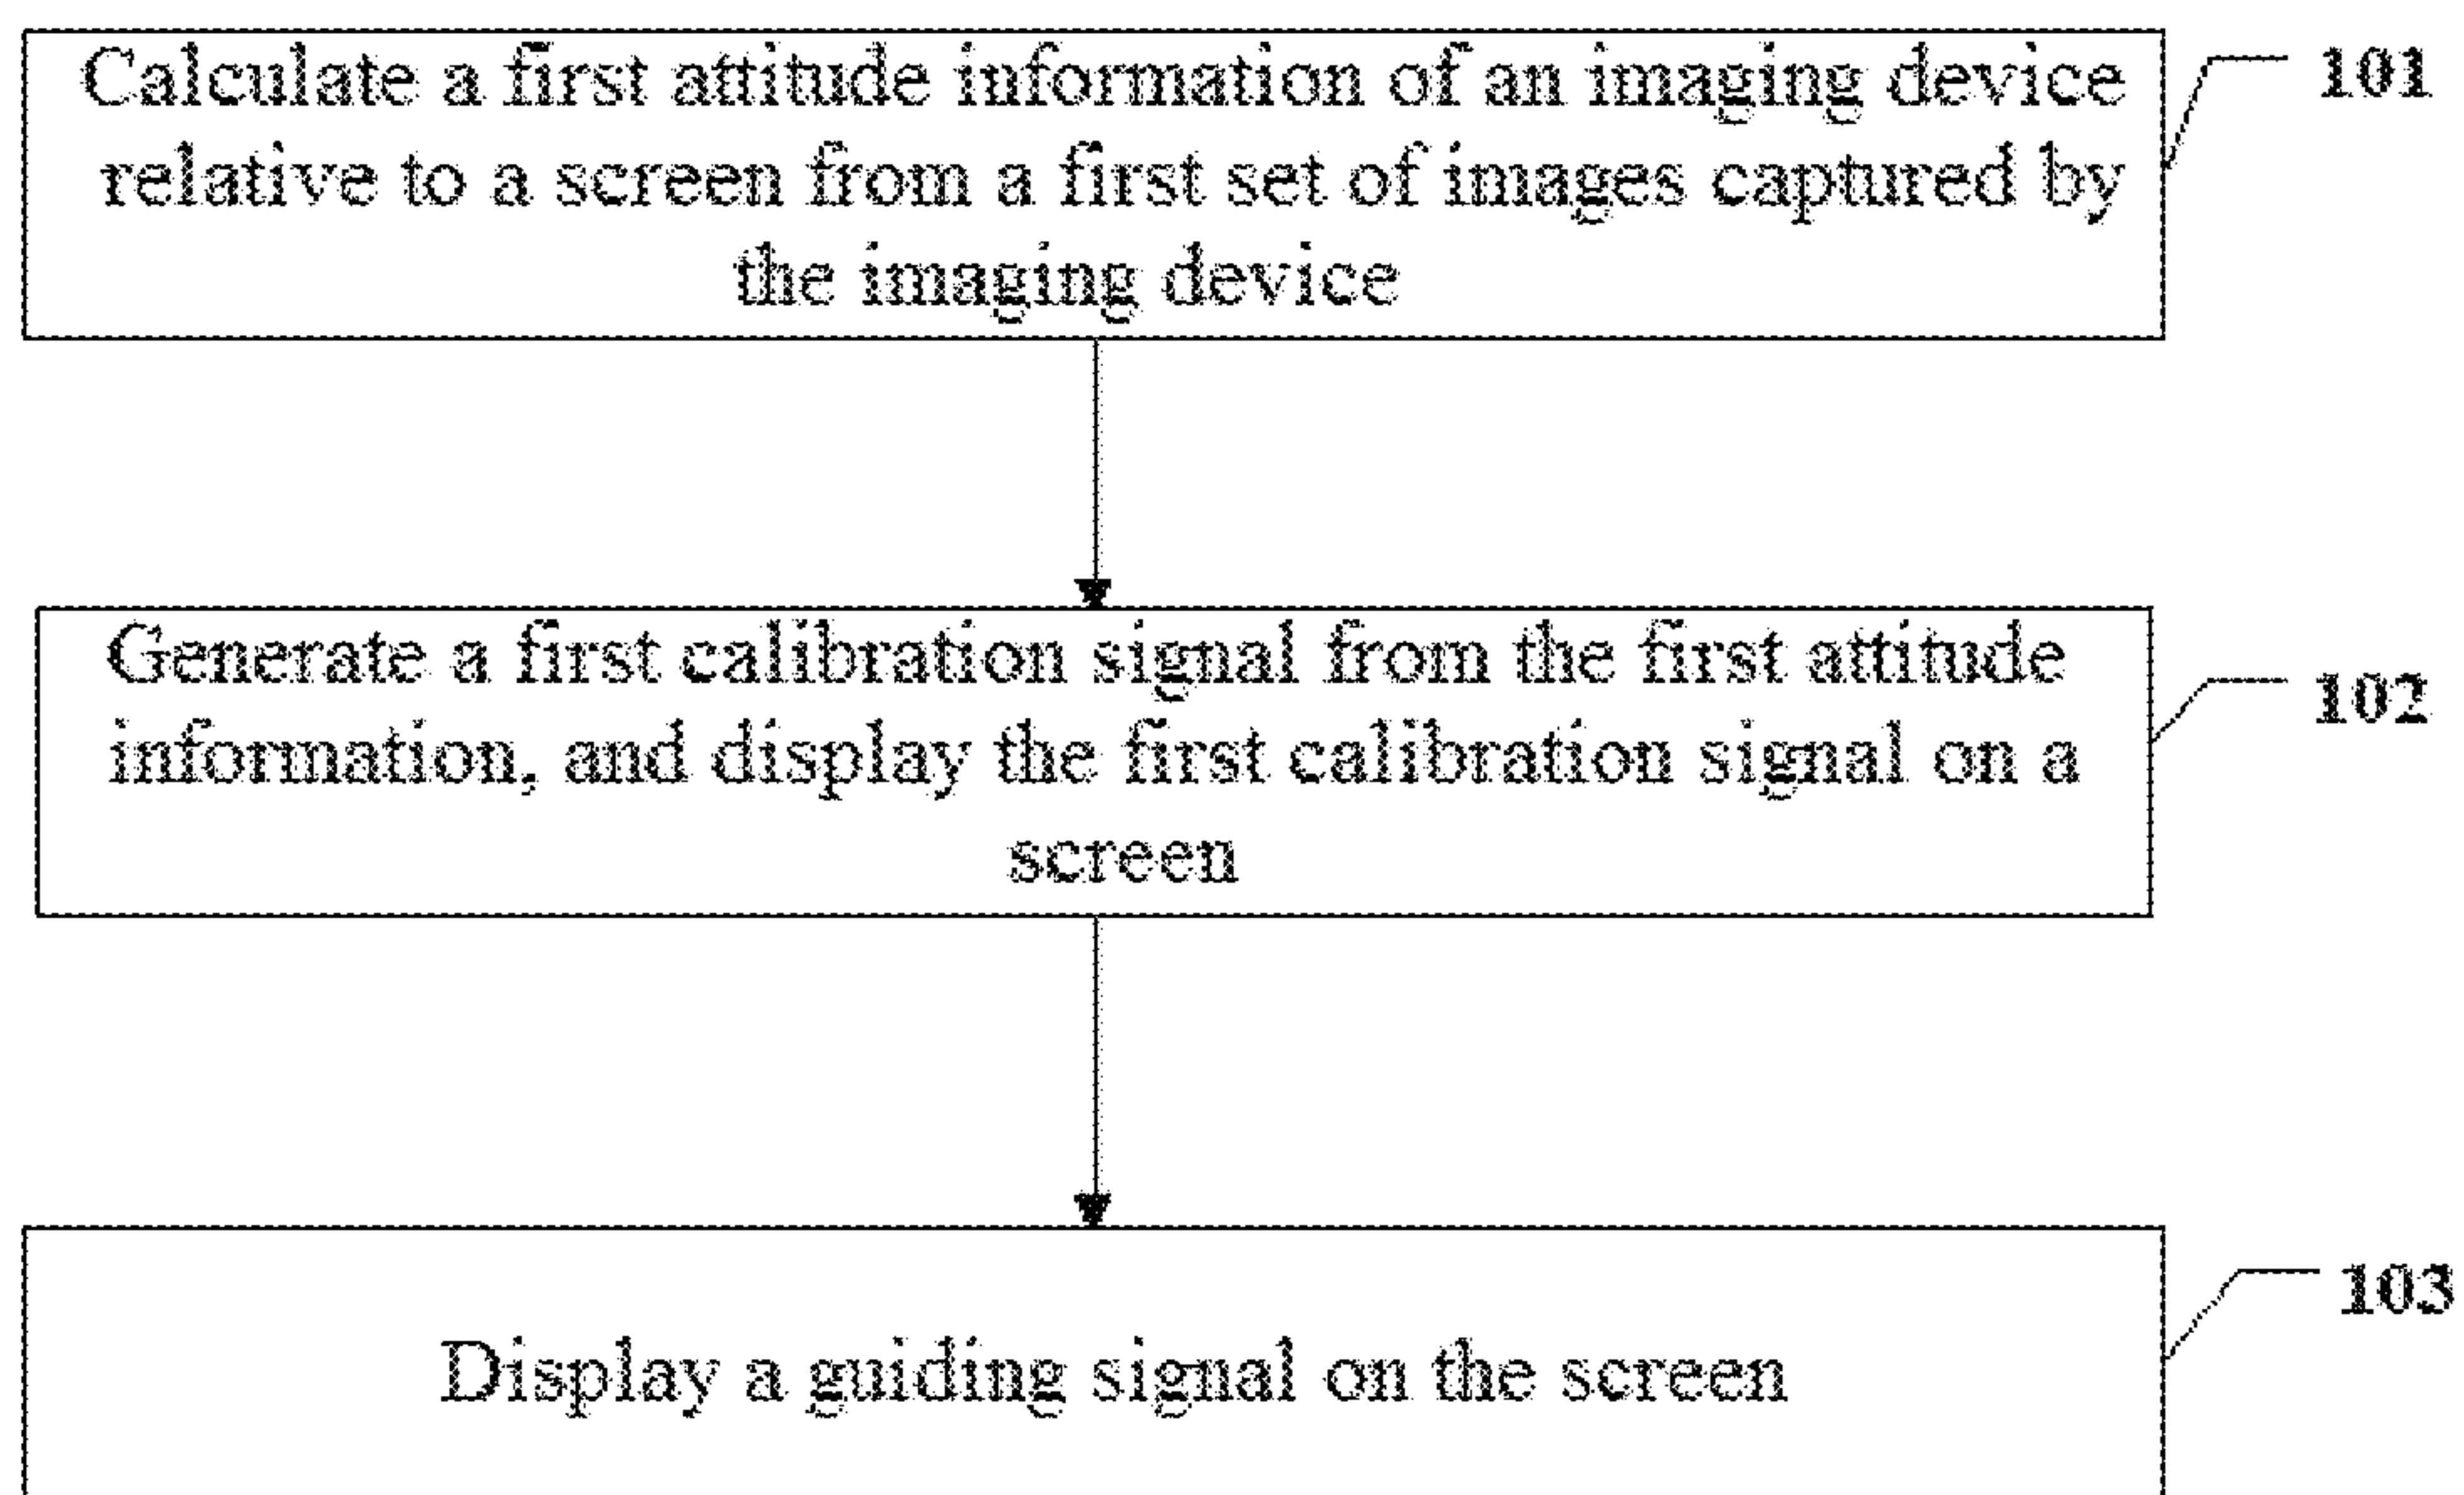 Calculate a first attitude information of an imaging device
101
relative to a screen from a first set of images captured by
the imaging device
Generate a first calibration signal from the first attitude
102
information, and display the first calibration signal on a
screen
103
Display a guiding signal on the screen